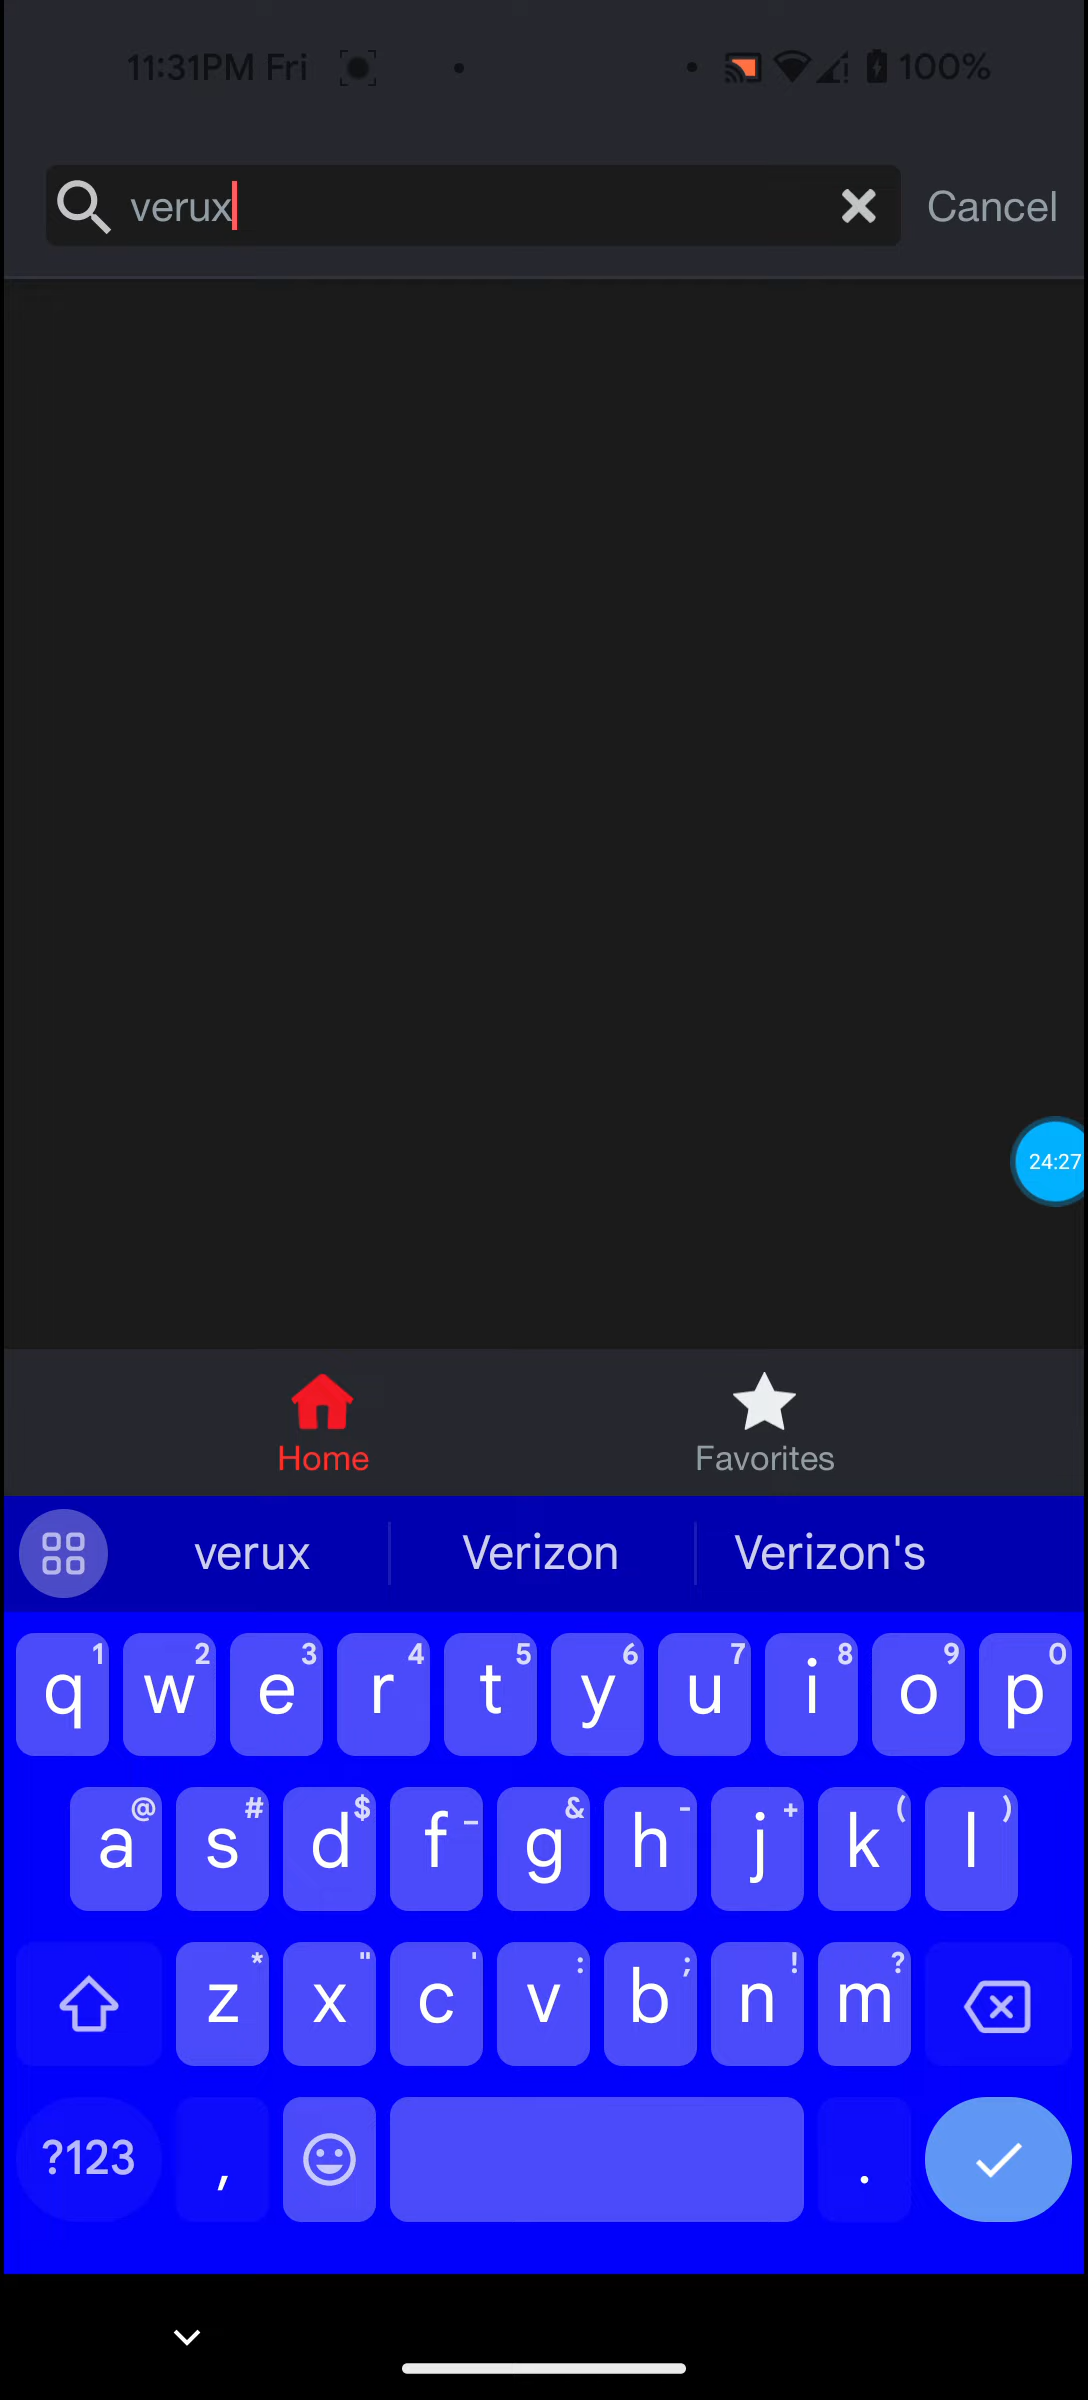 11:31PM Fri 100%
verux Cancel
24:27
Home Favorites
verux Verizon Verizon's
1 2 3 4 5 6 7 8 9 0
q w e r t y u i o p
@ # $ _ & - + ( )
a s d f g h j k l
* " ' : ; ! ?
z x c v b n m
?123 , .